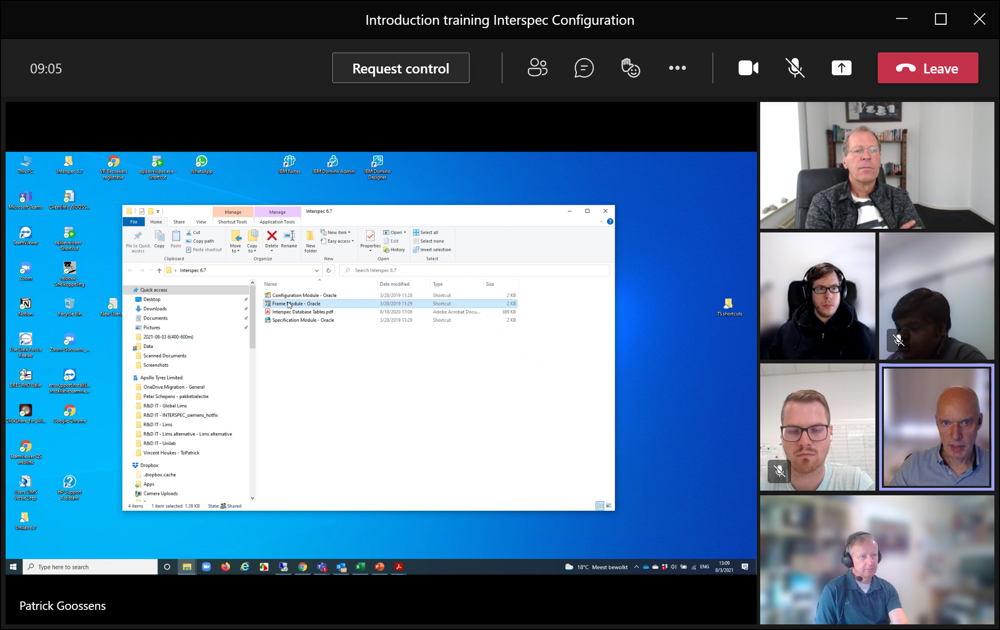 Introduction training Interspec Configuration
09:05
Request control
Leave
This PC
Interspec 6.7
VR Bezoekers registratie
sqldeveloper.exe - Shortcut
WhatsApp
IBM Notes
IBM Domino Admin
IBM Domino Designer
Microsoft Teams
ClientInfo_GOOSS...
TeamViewer
sqldeveloper - Shortcut
Zoom
telboek - Snelkoppeling
Notion
Recycle Bin
New User.
UseClark Focus Reader
Zoom-Goossens_...
BRES RnD Balie
enssupportinstall$... installatieteamvie...
ClickShare_for_Wi...
Google Chrome
Teamviewer QS weblink
Users LIMS Versie2.rep
HP Support Assistant
Unilab 6.7
TS shortcuts
Manage
Manage
Interspec 6.7
File
Home
Share
View
Shortcut Tools
Application Tools
Pin to Quick access
Copy
Paste
Cut
Copy path
Paste shortcut
Clipboard
Move to
Copy to
Delete
Rename
Organize
New folder
New item
Easy access
New
Properties
Open
Edit
History
Open
Select all
Select none
Invert selection
Select
Interspec 6.7
Search Interspec 6.7
Name
Date modified
Type
Size
Configuration Module - Oracle 3/28/2019 11:28 Shortcut 2 KB
Frame Module - Oracle 3/28/2019 11:29 Shortcut 2 KB
Interspec Database Tables.pdf 8/18/2020 17:08 Adobe Acrobat Docu... 389 KB
Specification Module - Oracle 3/28/2019 11:29 Shortcut 2 KB
Quick access
Desktop
Downloads
Documents
Pictures
2021-08-03 6(400-600m)
Data
Scanned Documents
Screenshots
Apollo Tyres Limited
OneDrive Migration - General
Peter Schepens - pakketselectie
R&D IT - Global Lims
R&D IT - INTERSPEC_siemens_hotfix
R&D IT - Lims
R&D IT - Lims alternative - Lims alternative
R&D IT - Unilab
Vincent Houkes - ToPatrick
Dropbox
.dropbox.cache
Apps
Camera Uploads
4 items 1 item selected 1.39 KB State: Shared
Type here to search
18°C Meest bewolkt
ENG
13:09
8/3/2021
Patrick Goossens